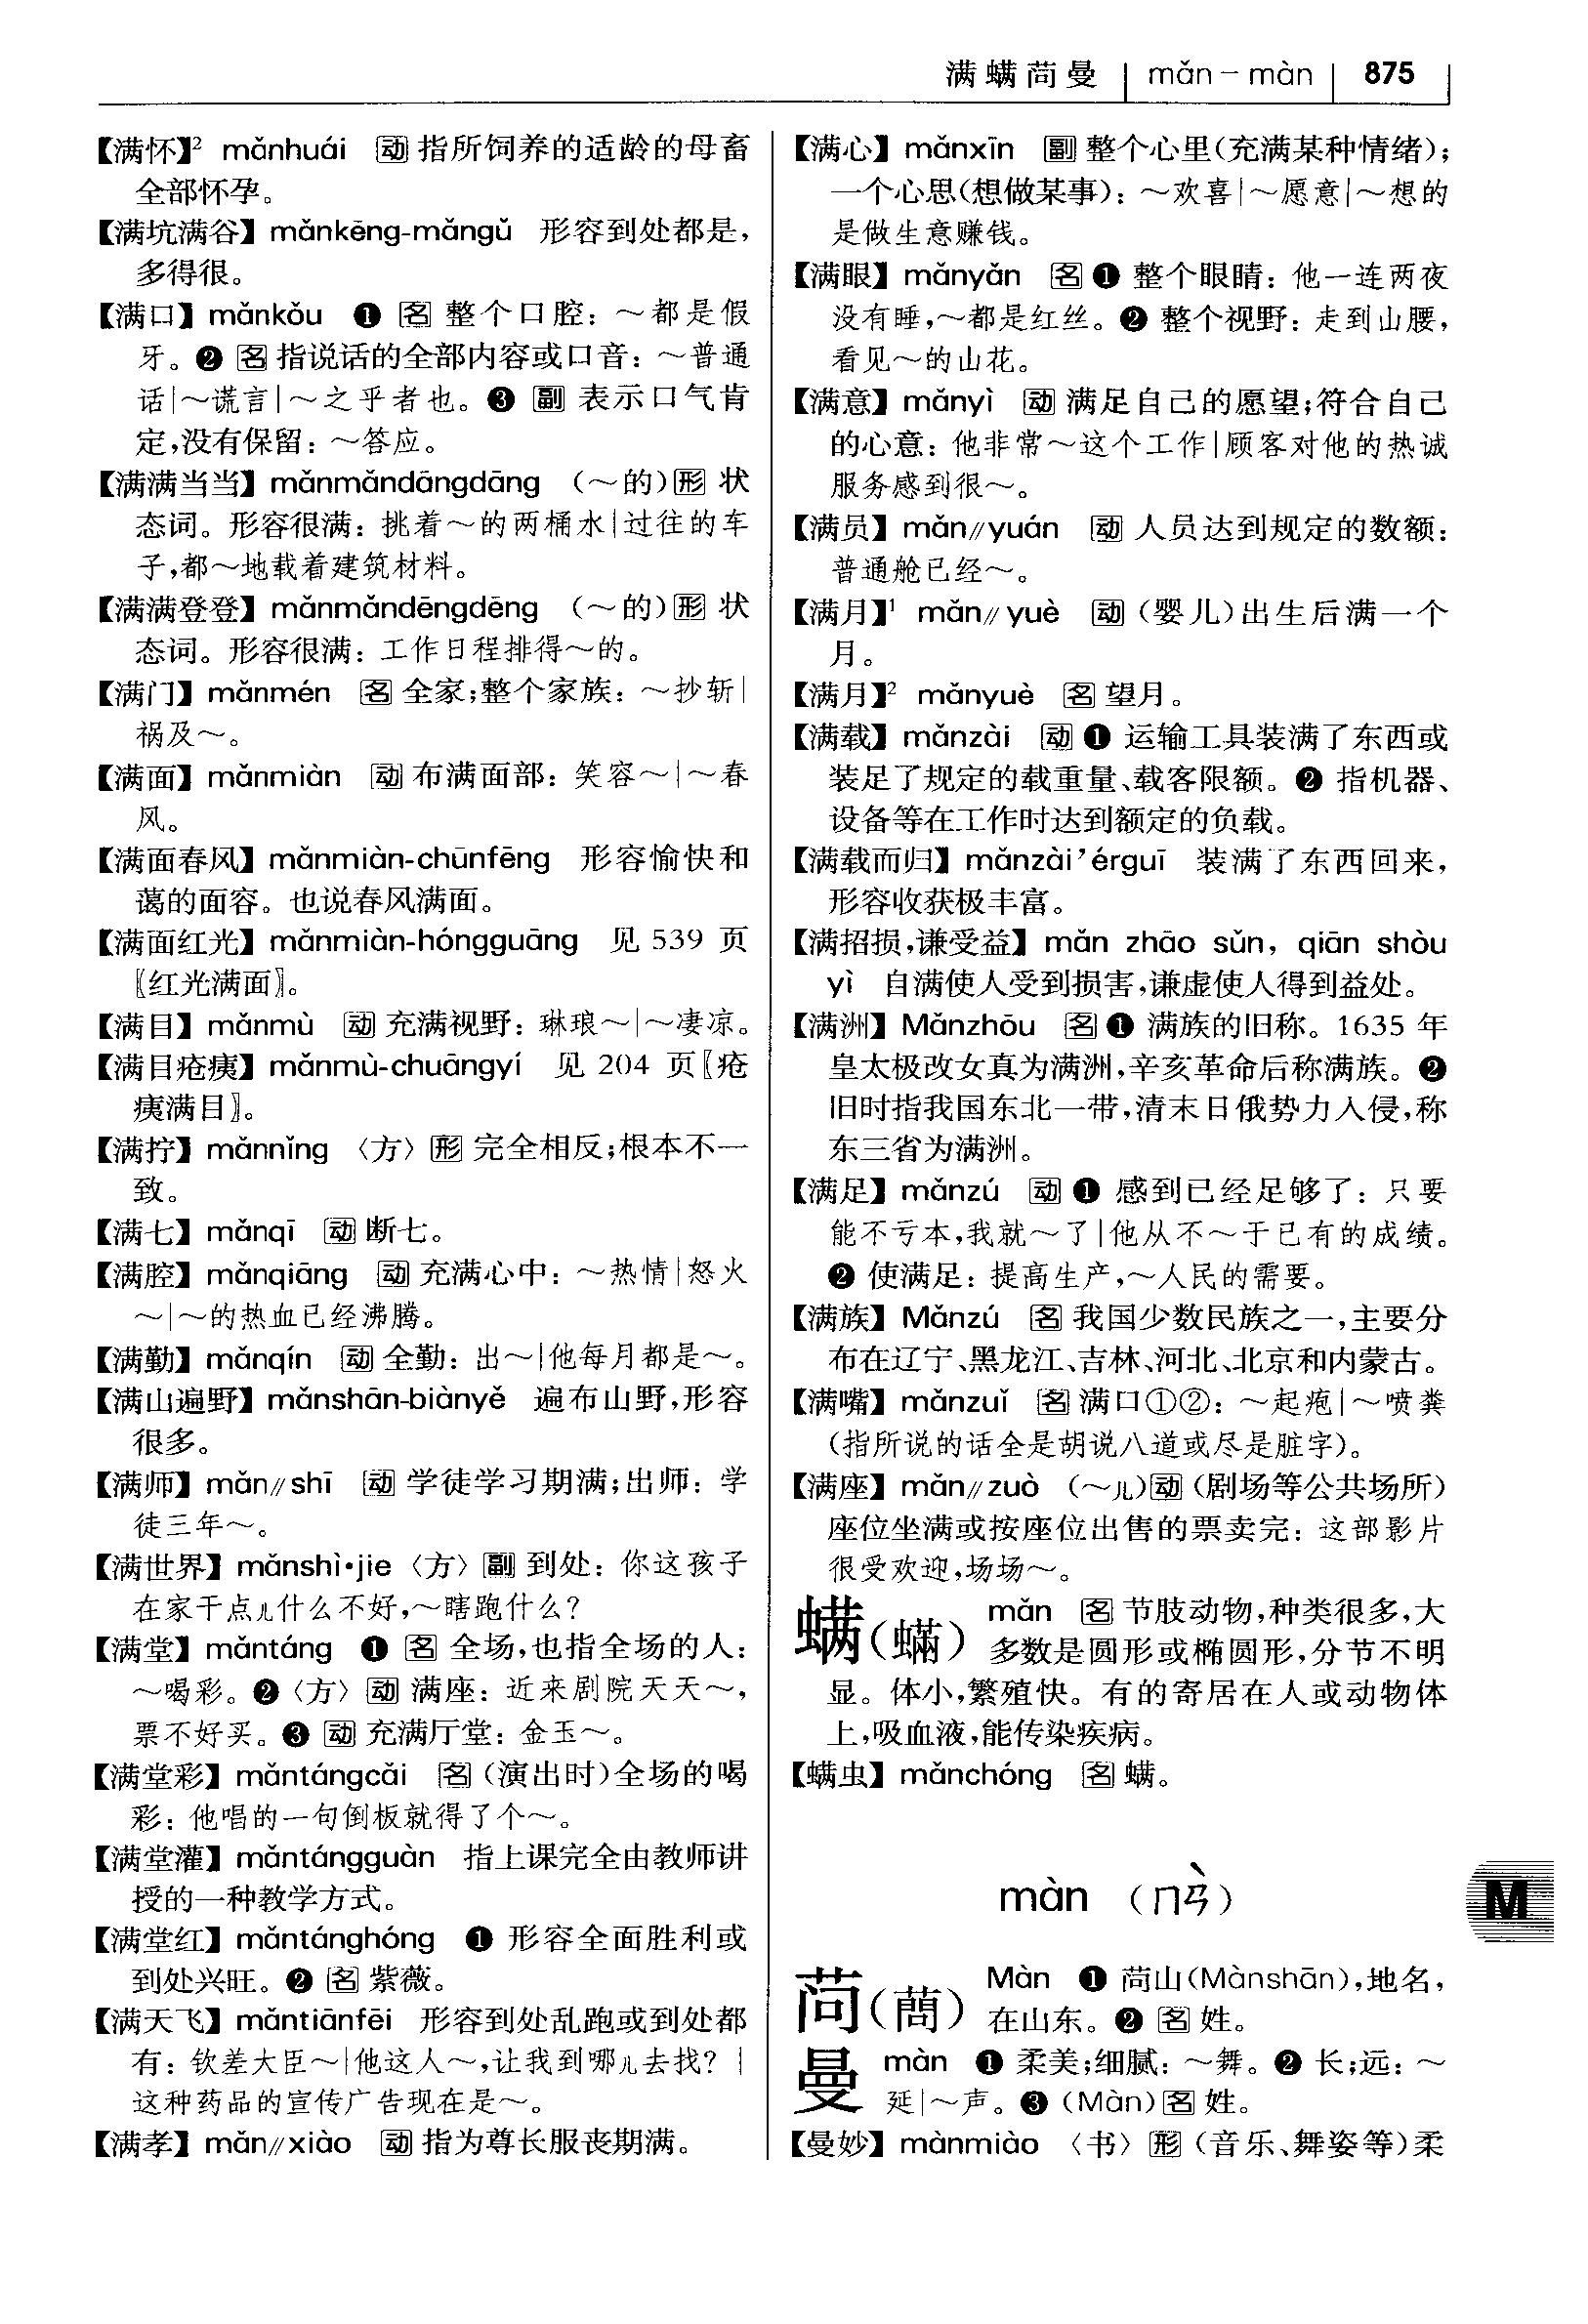 满螨䓣曼 mǎn－màn 875
【满怀】² mǎnhuái 动 指所饲养的适龄的母畜
全部怀孕。
【满坑满谷】mǎnkēng-mǎngǔ 形容到处都是，
多得很。
【满口】mǎnkǒu ❶ 名 整个口腔：～都是假
牙。❷ 名 指说话的全部内容或口音：～普通
话|～谎言|～之乎者也。❸ 副 表示口气肯
定，没有保留：～答应。
【满满当当】mǎnmǎndāngdāng （～的）形 状
态词。形容很满：挑着～的两桶水|过往的车
子，都～地载着建筑材料。
【满满登登】mǎnmǎndēngdēng （～的）形 状
态词。形容很满：工作日程排得～的。
【满门】mǎnmén 名 全家；整个家族：～抄斩|
祸及～。
【满面】mǎnmiàn 动 布满面部：笑容～|～春
风。
【满面春风】mǎnmiàn-chūnfēng 形容愉快和
蔼的面容。也说春风满面。
【满面红光】mǎnmiàn-hóngguāng 见 539 页
〖红光满面〗。
【满目】mǎnmù 动 充满视野：琳琅～|～凄凉。
【满目疮痍】mǎnmù-chuāngyí 见 204 页〖疮
痍满目〗。
【满拧】mǎnnǐng 〈方〉形 完全相反；根本不一
致。
【满七】mǎnqī 动 断七。
【满腔】mǎnqiāng 动 充满心中：～热情|怒火
～|～的热血已经沸腾。
【满勤】mǎnqín 动 全勤：出～|他每月都是～。
【满山遍野】mǎnshān-biànyě 遍布山野，形容
很多。
【满师】mǎn//shī 动 学徒学习期满；出师：学
徒三年～。
【满世界】mǎnshì·jie〈方〉副 到处：你这孩子
在家干点儿什么不好，～瞎跑什么？
【满堂】mǎntáng ❶ 名 全场，也指全场的人：
～喝彩。❷〈方〉动 满座：近来剧院天天～，
票不好买。❸ 动 充满厅堂：金玉～。
【满堂彩】mǎntángcǎi 名（演出时）全场的喝
彩：他唱的一句倒板就得了个～。
【满堂灌】mǎntángguàn 指上课完全由教师讲
授的一种教学方式。
【满堂红】mǎntánghóng ❶ 形容全面胜利或
到处兴旺。❷ 名 紫薇。
【满天飞】mǎntiānfēi 形容到处乱跑或到处都
有：钦差大臣～|他这人～，让我到哪儿去找？|
这种药品的宣传广告现在是～。
【满孝】mǎn//xiào 动 指为尊长服丧期满。
【满心】mǎnxīn 副 整个心里（充满某种情绪）；
一个心思（想做某事）：～欢喜|～愿意|～想的
是做生意赚钱。
【满眼】mǎnyǎn 名 ❶ 整个眼睛：他一连两夜
没有睡，～都是红丝。❷ 整个视野：走到山腰，
看见～的山花。
【满意】mǎnyì 动 满足自己的愿望；符合自己
的心意：他非常～这个工作|顾客对他的热诚
服务感到很～。
【满员】mǎn//yuán 动 人员达到规定的数额：
普通舱已经～。
【满月】¹ mǎn//yuè 动（婴儿）出生后满一个
月。
【满月】² mǎnyuè 名 望月。
【满载】mǎnzài 动 ❶ 运输工具装满了东西或
装足了规定的载重量、载客限额。❷ 指机器、
设备等在工作时达到额定的负载。
【满载而归】mǎnzài’érguī 装满了东西回来，
形容收获极丰富。
【满招损，谦受益】mǎn zhāo sǔn, qiān shòu
yì 自满使人受到损害，谦虚使人得到益处。
【满洲】Mǎnzhōu 名 ❶ 满族的旧称。1635 年
皇太极改女真为满洲，辛亥革命后称满族。❷
旧时指我国东北一带，清末日俄势力入侵，称
东三省为满洲。
【满足】mǎnzú 动 ❶ 感到已经足够了：只要
能不亏本，我就～了|他从不～于已有的成绩。
❷ 使满足：提高生产，～人民的需要。
【满族】Mǎnzú 名 我国少数民族之一，主要分
布在辽宁、黑龙江、吉林、河北、北京和内蒙古。
【满嘴】mǎnzuǐ 名 满口①②：～起疱|～喷粪
（指所说的话全是胡说八道或尽是脏字）。
【满座】mǎn//zuò （～儿）动（剧场等公共场所）
座位坐满或按座位出售的票卖完：这部影片
很受欢迎，场场～。
螨（蟎） mǎn 名 节肢动物，种类很多，大
多数是圆形或椭圆形，分节不明
显。体小，繁殖快。有的寄居在人或动物体
上，吸血液，能传染疾病。
【螨虫】mǎnchóng 名 螨。
màn （ㄇㄢˋ）
M
䓣（蔄） Màn ❶ 䓣山（Mànshān），地名，
在山东。❷ 名 姓。
曼 màn ❶ 柔美；细腻：～舞。❷ 长；远：～
延|～声。❸（Màn）名 姓。
【曼妙】mànmiào 〈书〉形（音乐、舞姿等）柔